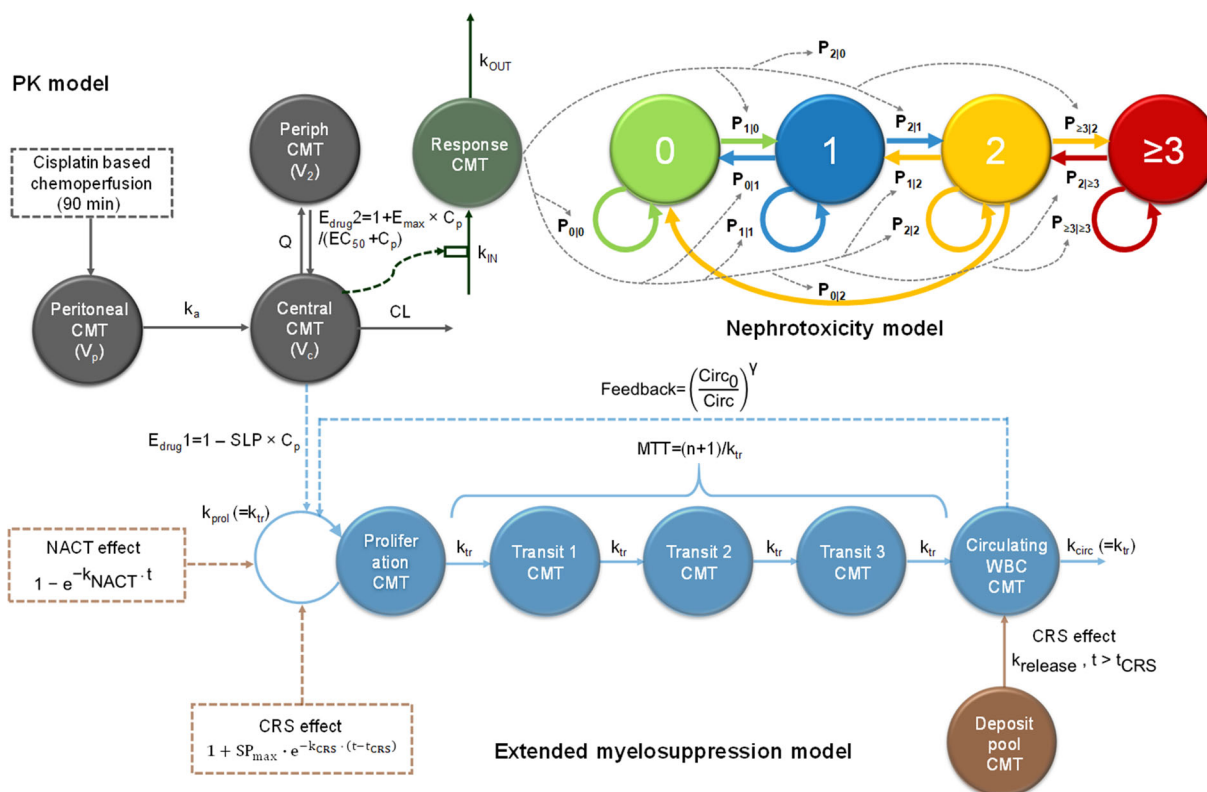 PK model
Cisplatin based
chemoperfusion
(90 min)
Peritoneal
CMT
(Vp)
ka
Periph
CMT
(V2)
Q
Edrug2=1+Emax × Cp
/(EC50 +Cp)
Central
CMT
(Vc)
CL
kOUT
Response
CMT
kIN
P2|0
P1|0
P2|1
P≥3|2
0
1
2
≥3
P0|1
P1|2
P2|≥3
P0|0
P1|1
P2|2
P≥3|≥3
P0|2
Nephrotoxicity model
Edrug1=1 – SLP × Cp
Feedback=(Circ0/Circ)^γ
MTT=(n+1)/ktr
kprol (=ktr)
NACT effect
1 – e^–kNACT · t
Prolifer
ation
CMT
ktr
Transit 1
CMT
ktr
Transit 2
CMT
ktr
Transit 3
CMT
ktr
Circulating
WBC
CMT
kcirc (=ktr)
CRS effect
krelease , t > tCRS
Deposit
pool
CMT
CRS effect
1 + SPmax · e^–kCRS · (t–tCRS)
Extended myelosuppression model